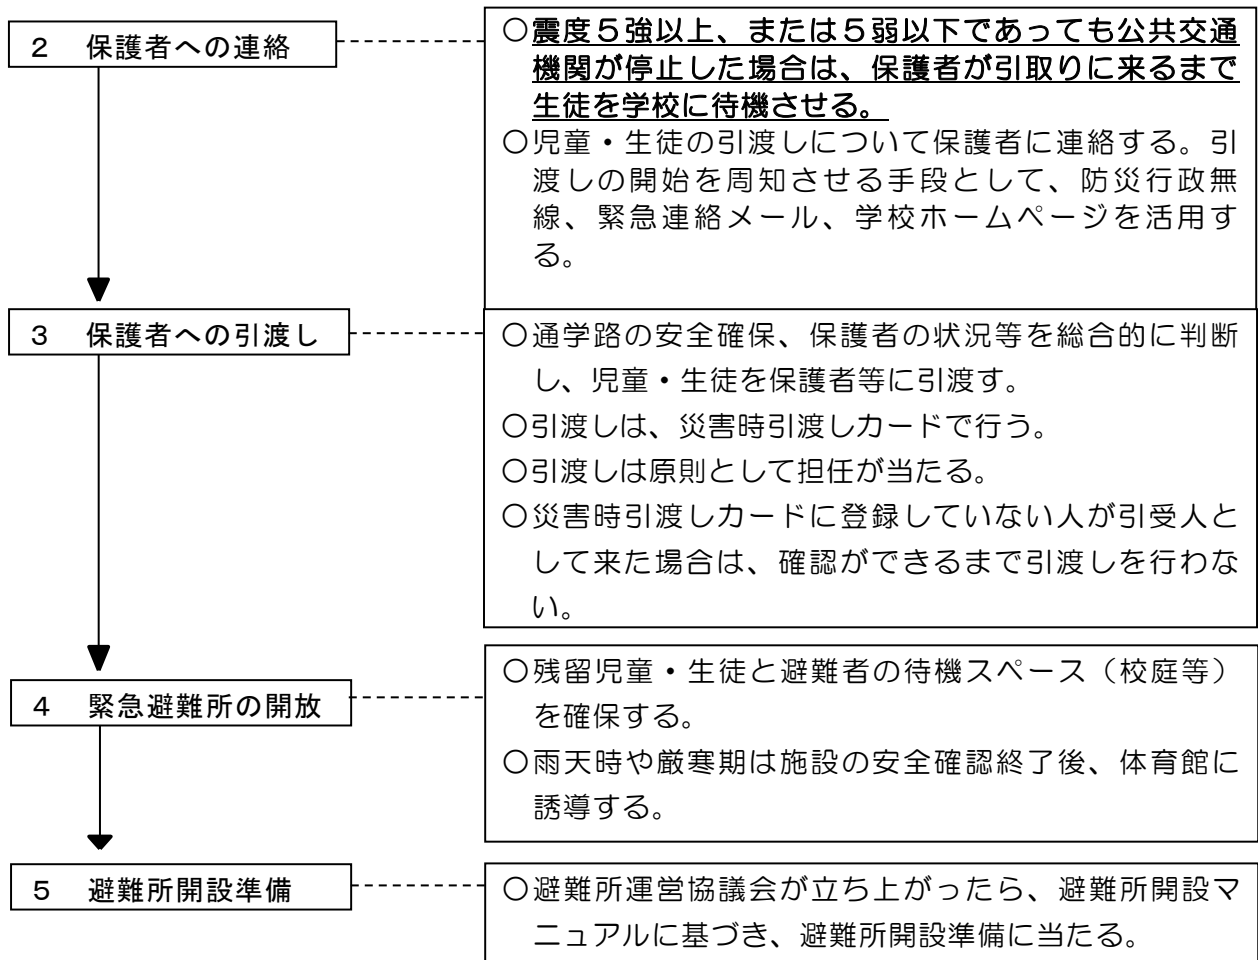 ２　保護者への連絡
○震度５強以上、または５弱以下であっても公共交通
機関が停止した場合は、保護者が引取りに来るまで
生徒を学校に待機させる。
○児童・生徒の引渡しについて保護者に連絡する。引
渡しの開始を周知させる手段として、防災行政無
線、緊急連絡メール、学校ホームページを活用す
る。
３　保護者への引渡し
○通学路の安全確保、保護者の状況等を総合的に判断
し、児童・生徒を保護者等に引渡す。
○引渡しは、災害時引渡しカードで行う。
○引渡しは原則として担任が当たる。
○災害時引渡しカードに登録していない人が引受人と
して来た場合は、確認ができるまで引渡しを行わな
い。
４　緊急避難所の開放
○残留児童・生徒と避難者の待機スペース（校庭等）
を確保する。
○雨天時や厳寒期は施設の安全確認終了後、体育館に
誘導する。
５　避難所開設準備
○避難所運営協議会が立ち上がったら、避難所開設マ
ニュアルに基づき、避難所開設準備に当たる。